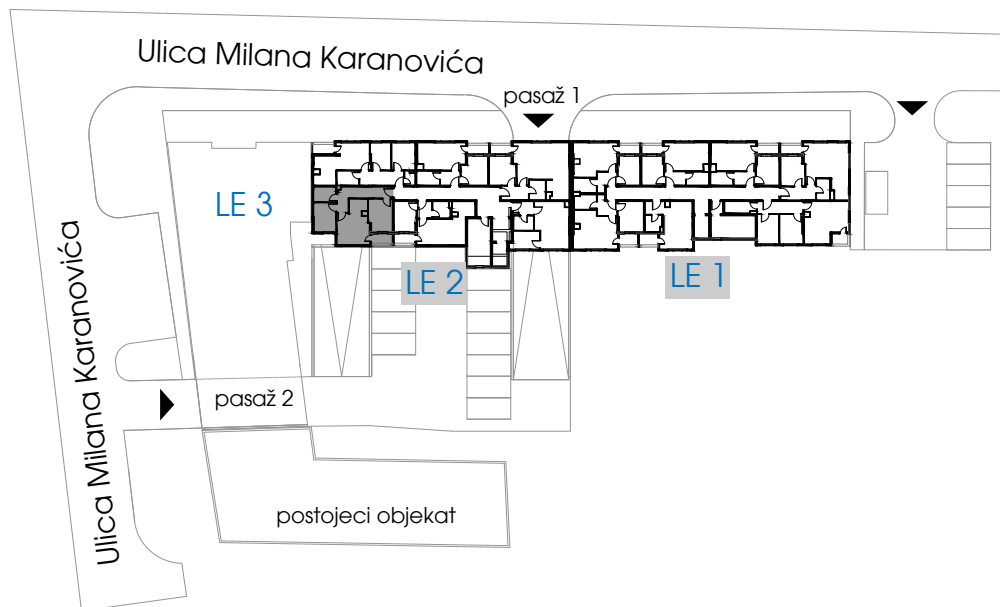 Ulica Milana Karanovića
pasaž 1
LE 3
LE 2
LE 1
Ulica Milana Karanovića
pasaž 2
postojeci objekat